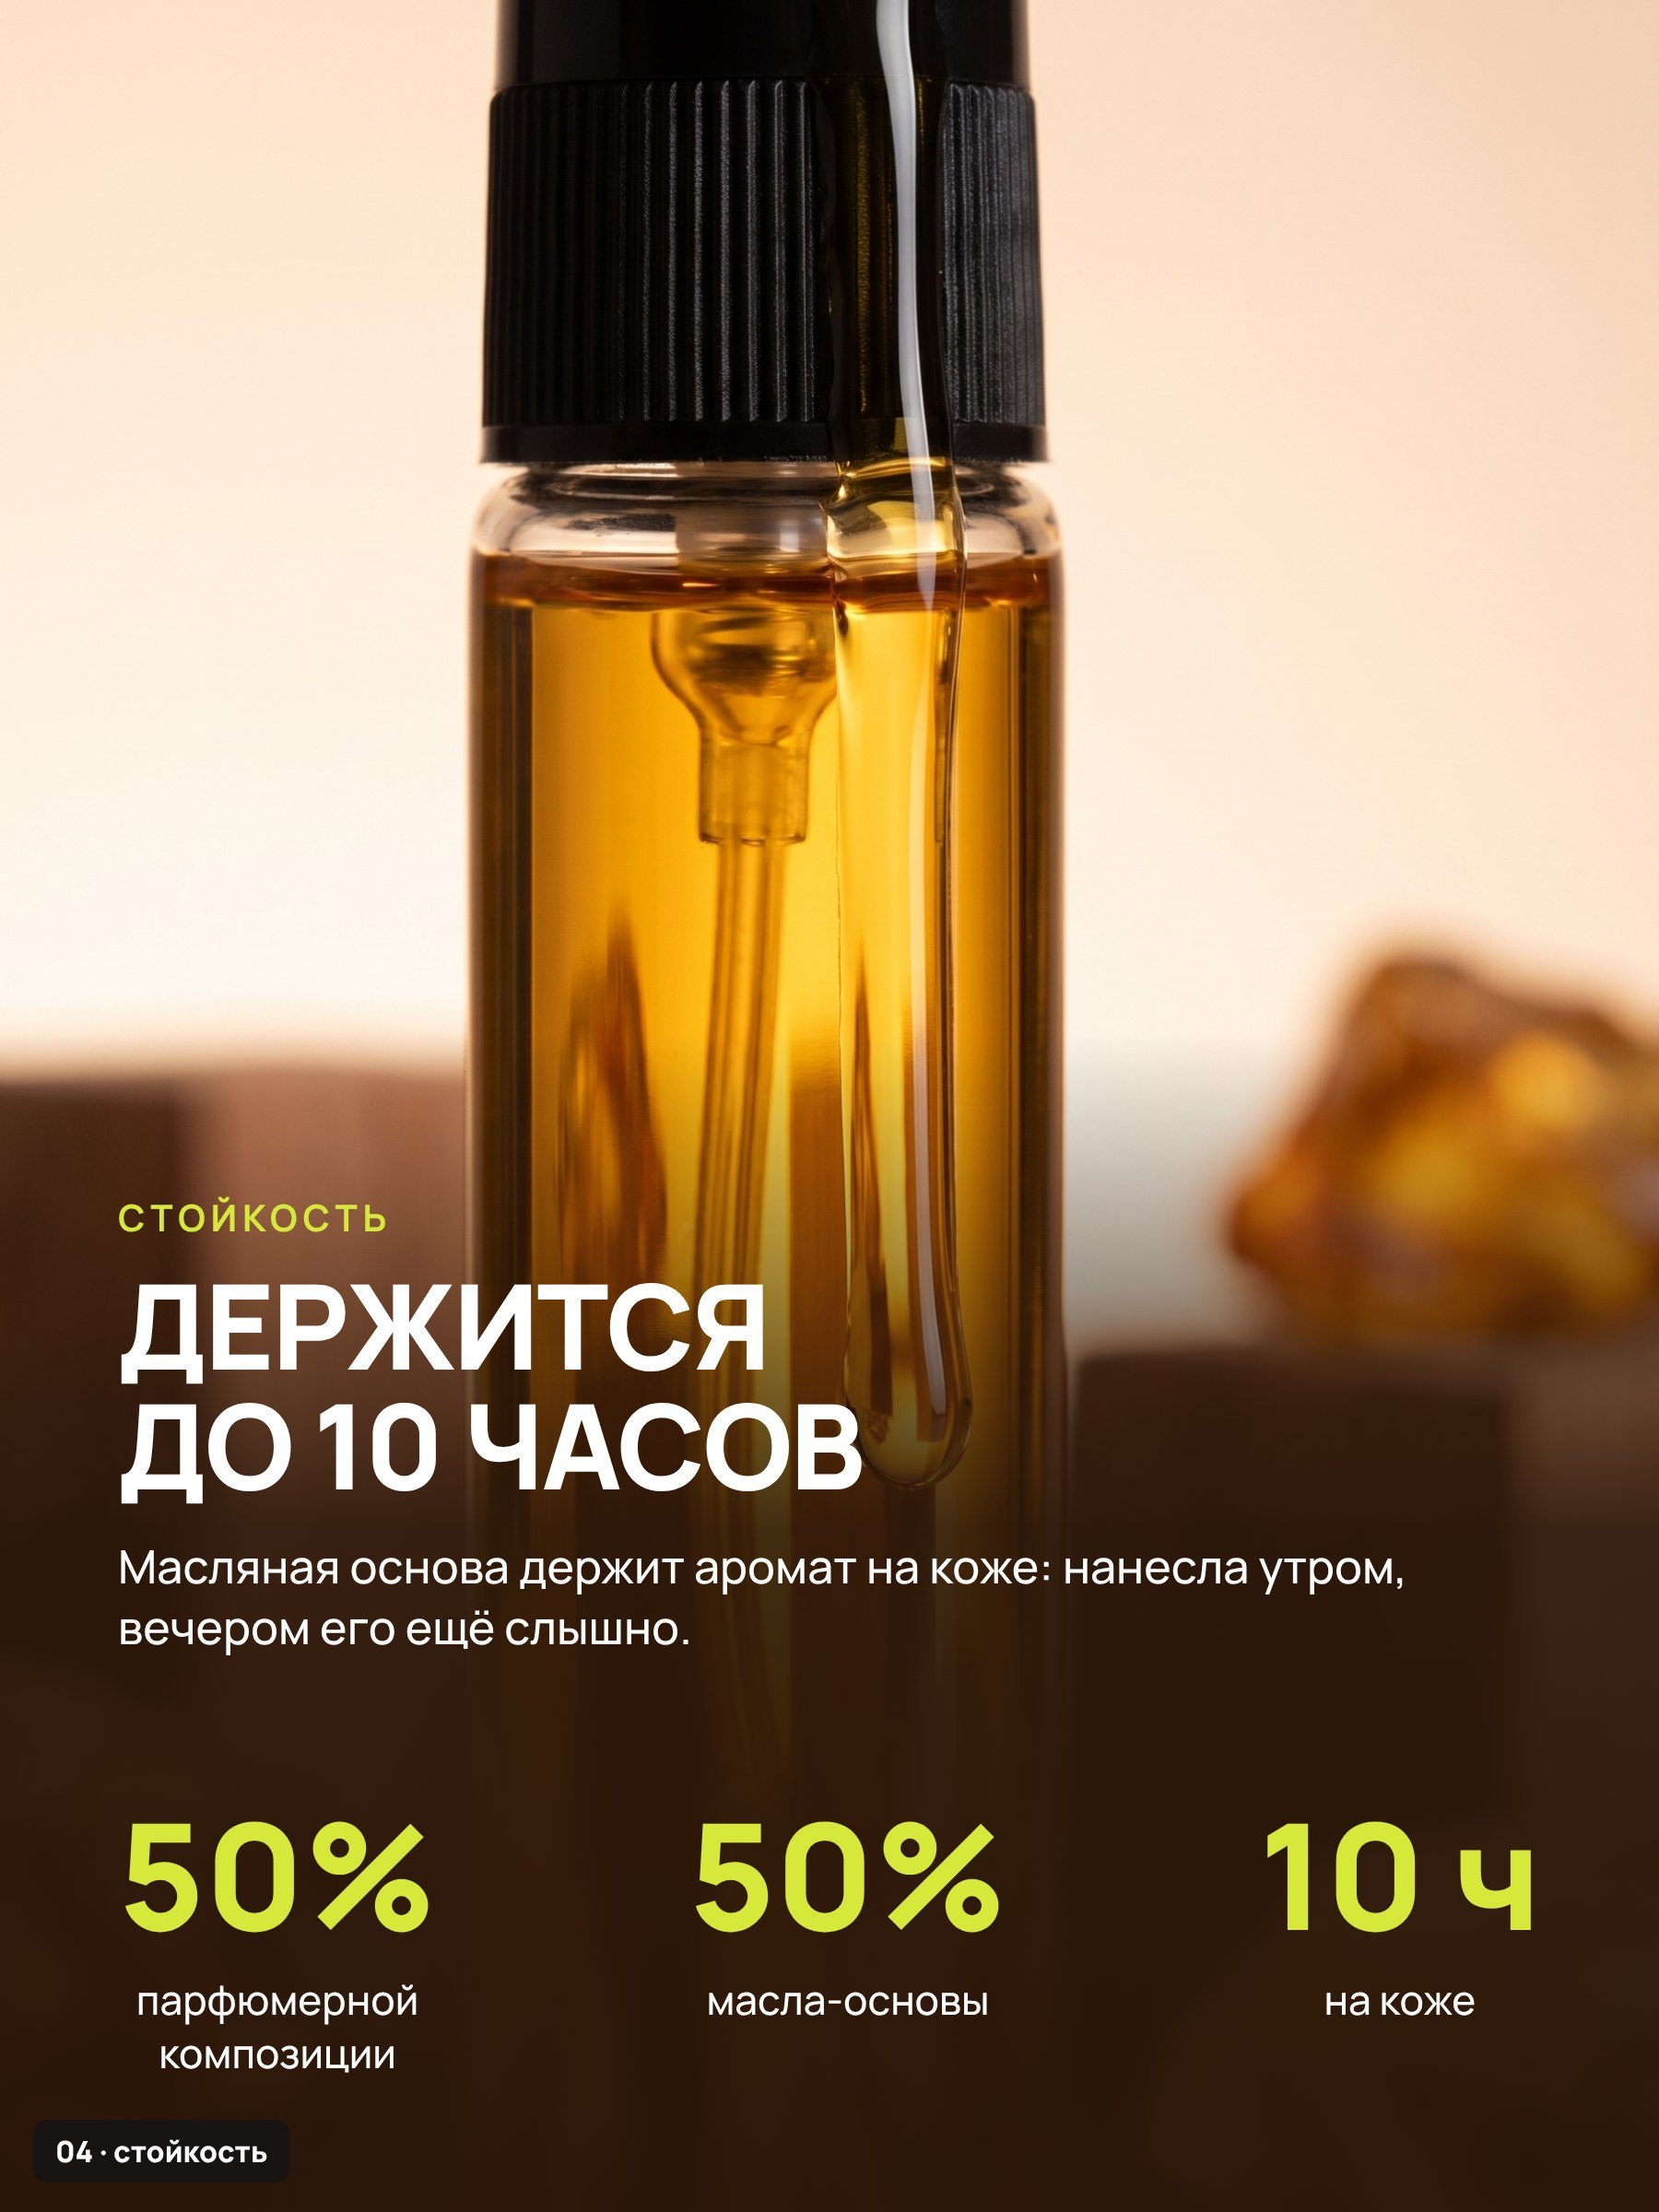 СТОЙКОСТЬ
ДЕРЖИТСЯ
ДО 10 ЧАСОВ
Масляная основа держит аромат на коже: нанесла утром,
вечером его ещё слышно.
50%
парфюмерной
композиции
50%
масла-основы
10 ч
на коже
04 · стойкость